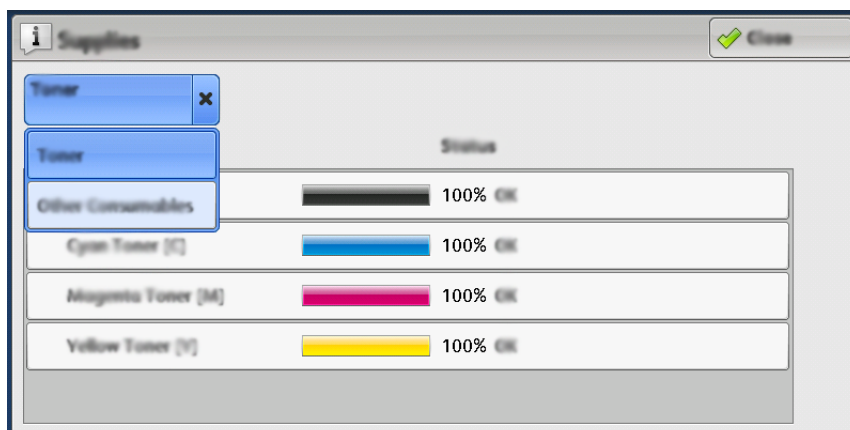 Supplies
Close
Toner
Toner
Status
Other Consumables
100% OK
Cyan Toner [C]
100% OK
Magenta Toner [M]
100% OK
Yellow Toner [Y]
100% OK